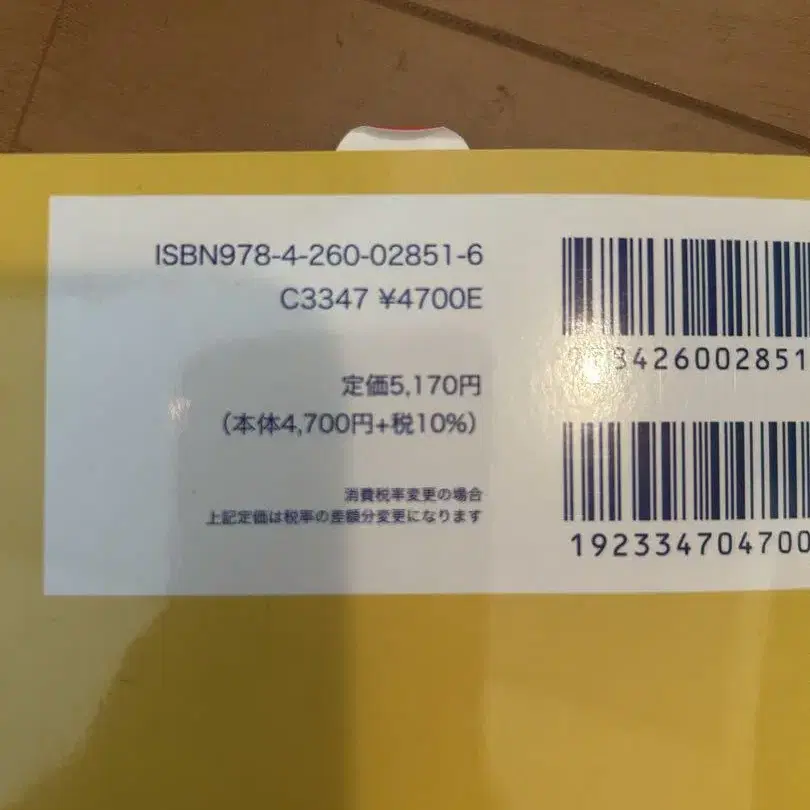 ISBN978-4-260-02851-6
C3347 ¥4700E
定価5,170円
(本体4,700円+税10%)
消費税率変更の場合
上記定価は税率の差額分変更になります
3426002851
192334704700